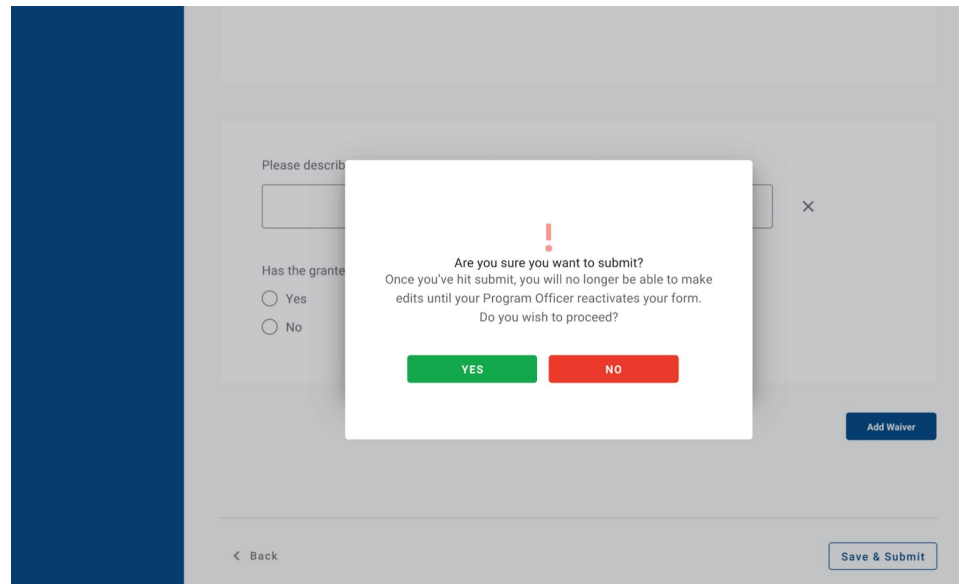 Please describ
×
!
Are you sure you want to submit?
Once you've hit submit, you will no longer be able to make
edits until your Program Officer reactivates your form.
Do you wish to proceed?
Has the grante
Yes
No
YES
NO
Add Waiver
< Back
Save & Submit